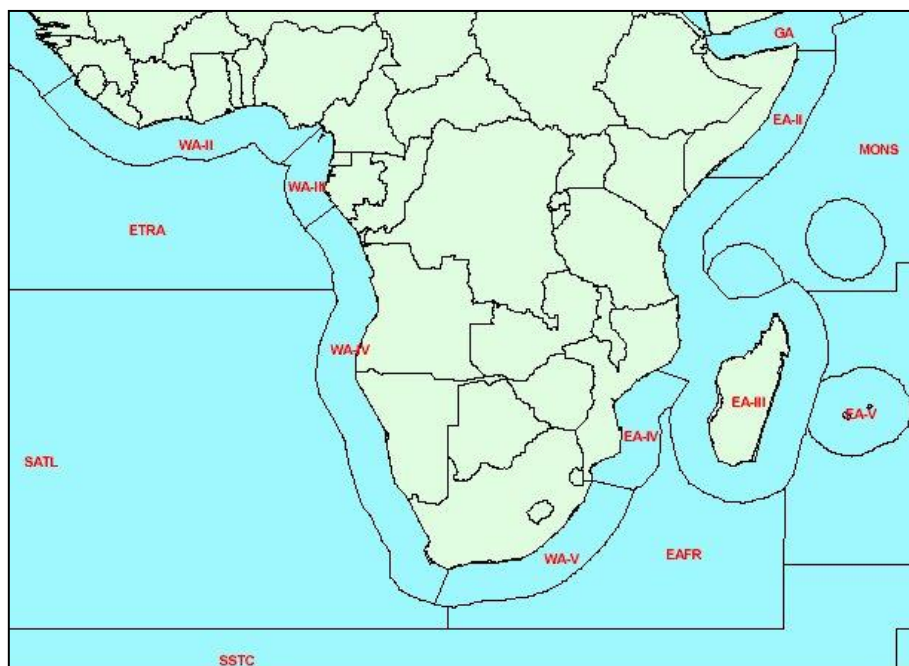 GA
EA-II
WA-II
MONS
WA-III
ETRA
WA-IV
EA-III
EA-V
EA-IV
SATL
WA-V
EAFR
SSTC